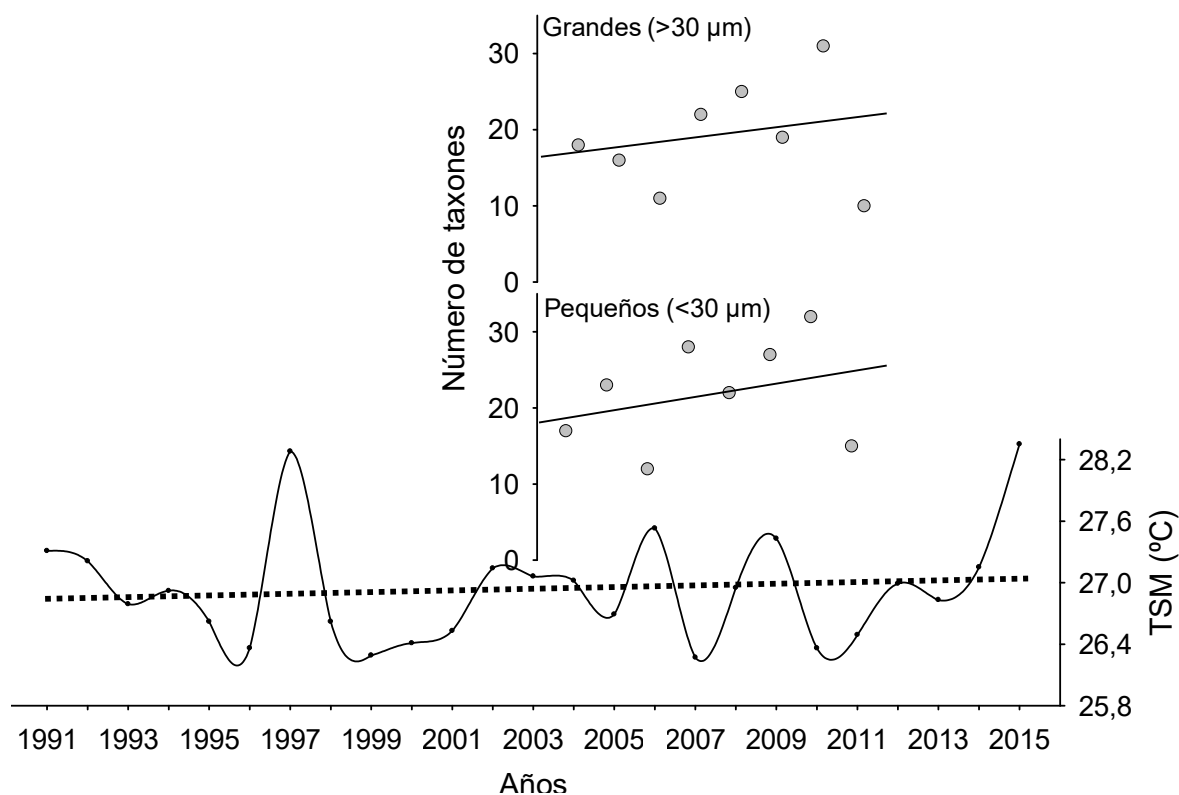 Grandes (>30 µm)
30
20
10
0
Número de taxones
Pequeños (<30 µm)
30
20
10
0
28,2
27,6
27,0
26,4
25,8
TSM (ºC)
1991 1993 1995 1997 1999 2001 2003 2005 2007 2009 2011 2013 2015
Años